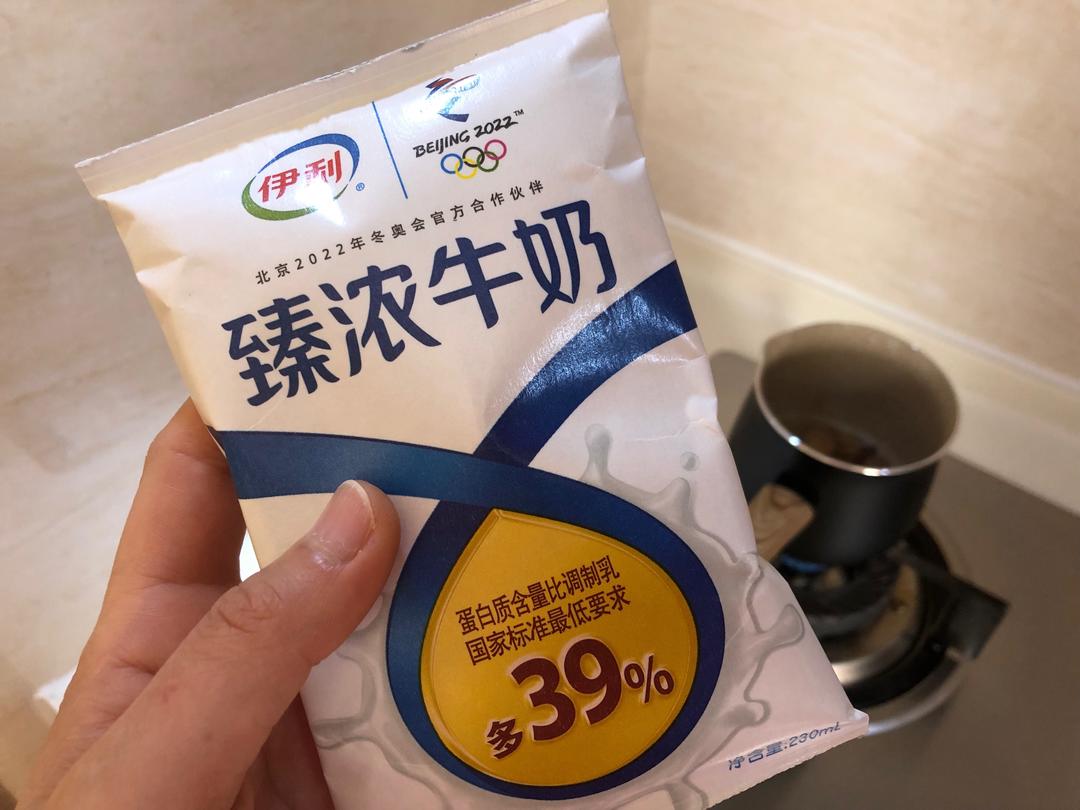 伊利®
BEIJING 2022™
北京2022年冬奥会官方合作伙伴
臻浓牛奶
蛋白质含量比调制乳
国家标准最低要求
多39%
净含量:230mL